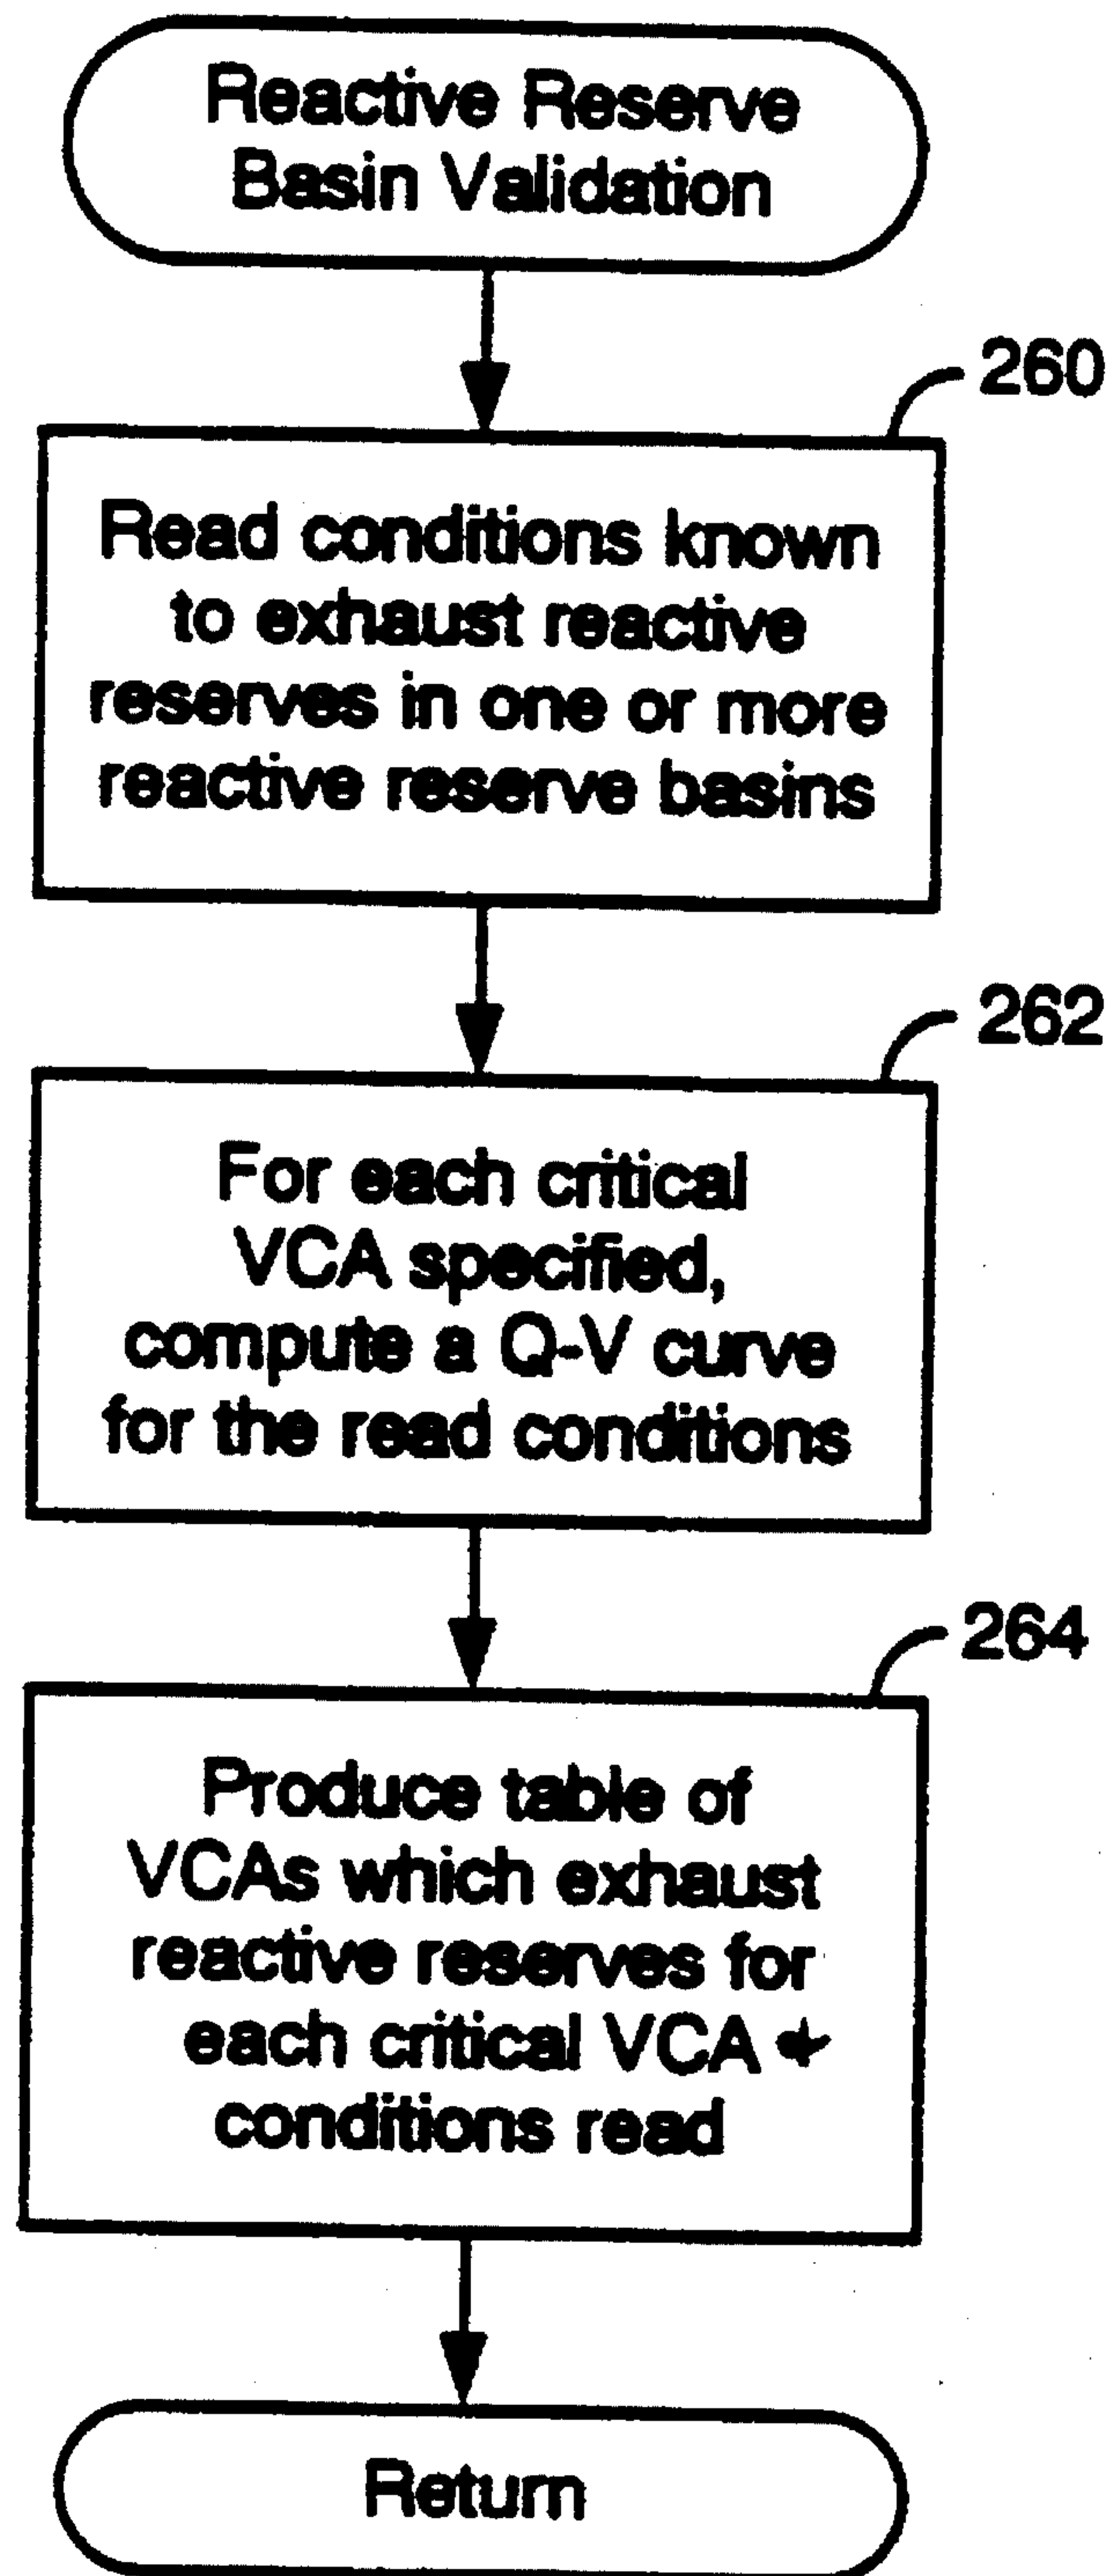 Reactive Reserve
Basin Validation
260
Read conditions known
to exhaust reactive
reserves in one or more
reactive reserve basins
262
For each critical
VCA specified,
compute a Q-V curve
for the read conditions
264
Produce table of
VCAs which exhaust
reactive reserves for
each critical VCA +
conditions read
Return